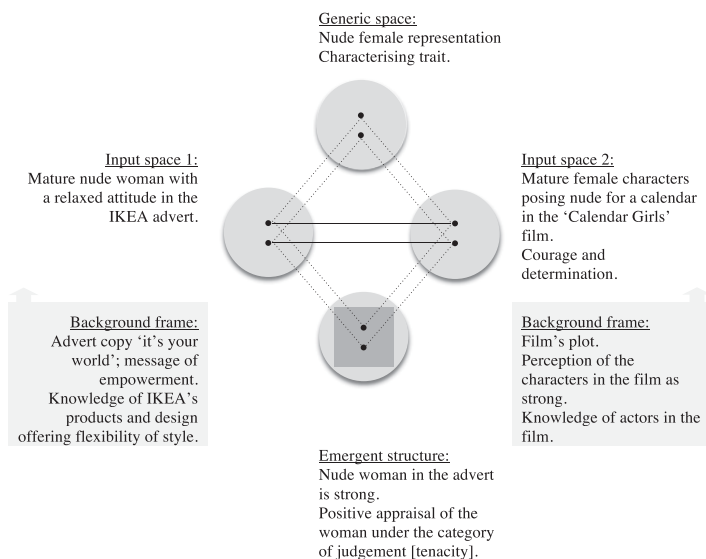 Generic space:
Nude female representation
Characterising trait.
Input space 1:
Mature nude woman with
a relaxed attitude in the
IKEA advert.
Input space 2:
Mature female characters
posing nude for a calendar
in the ‘Calendar Girls’
film.
Courage and
determination.
Background frame:
Advert copy ‘it’s your
world’; message of
empowerment.
Knowledge of IKEA’s
products and design
offering flexibility of style.
Background frame:
Film’s plot.
Perception of the
characters in the film as
strong.
Knowledge of actors in the
film.
Emergent structure:
Nude woman in the advert
is strong.
Positive appraisal of the
woman under the category
of judgement [tenacity].